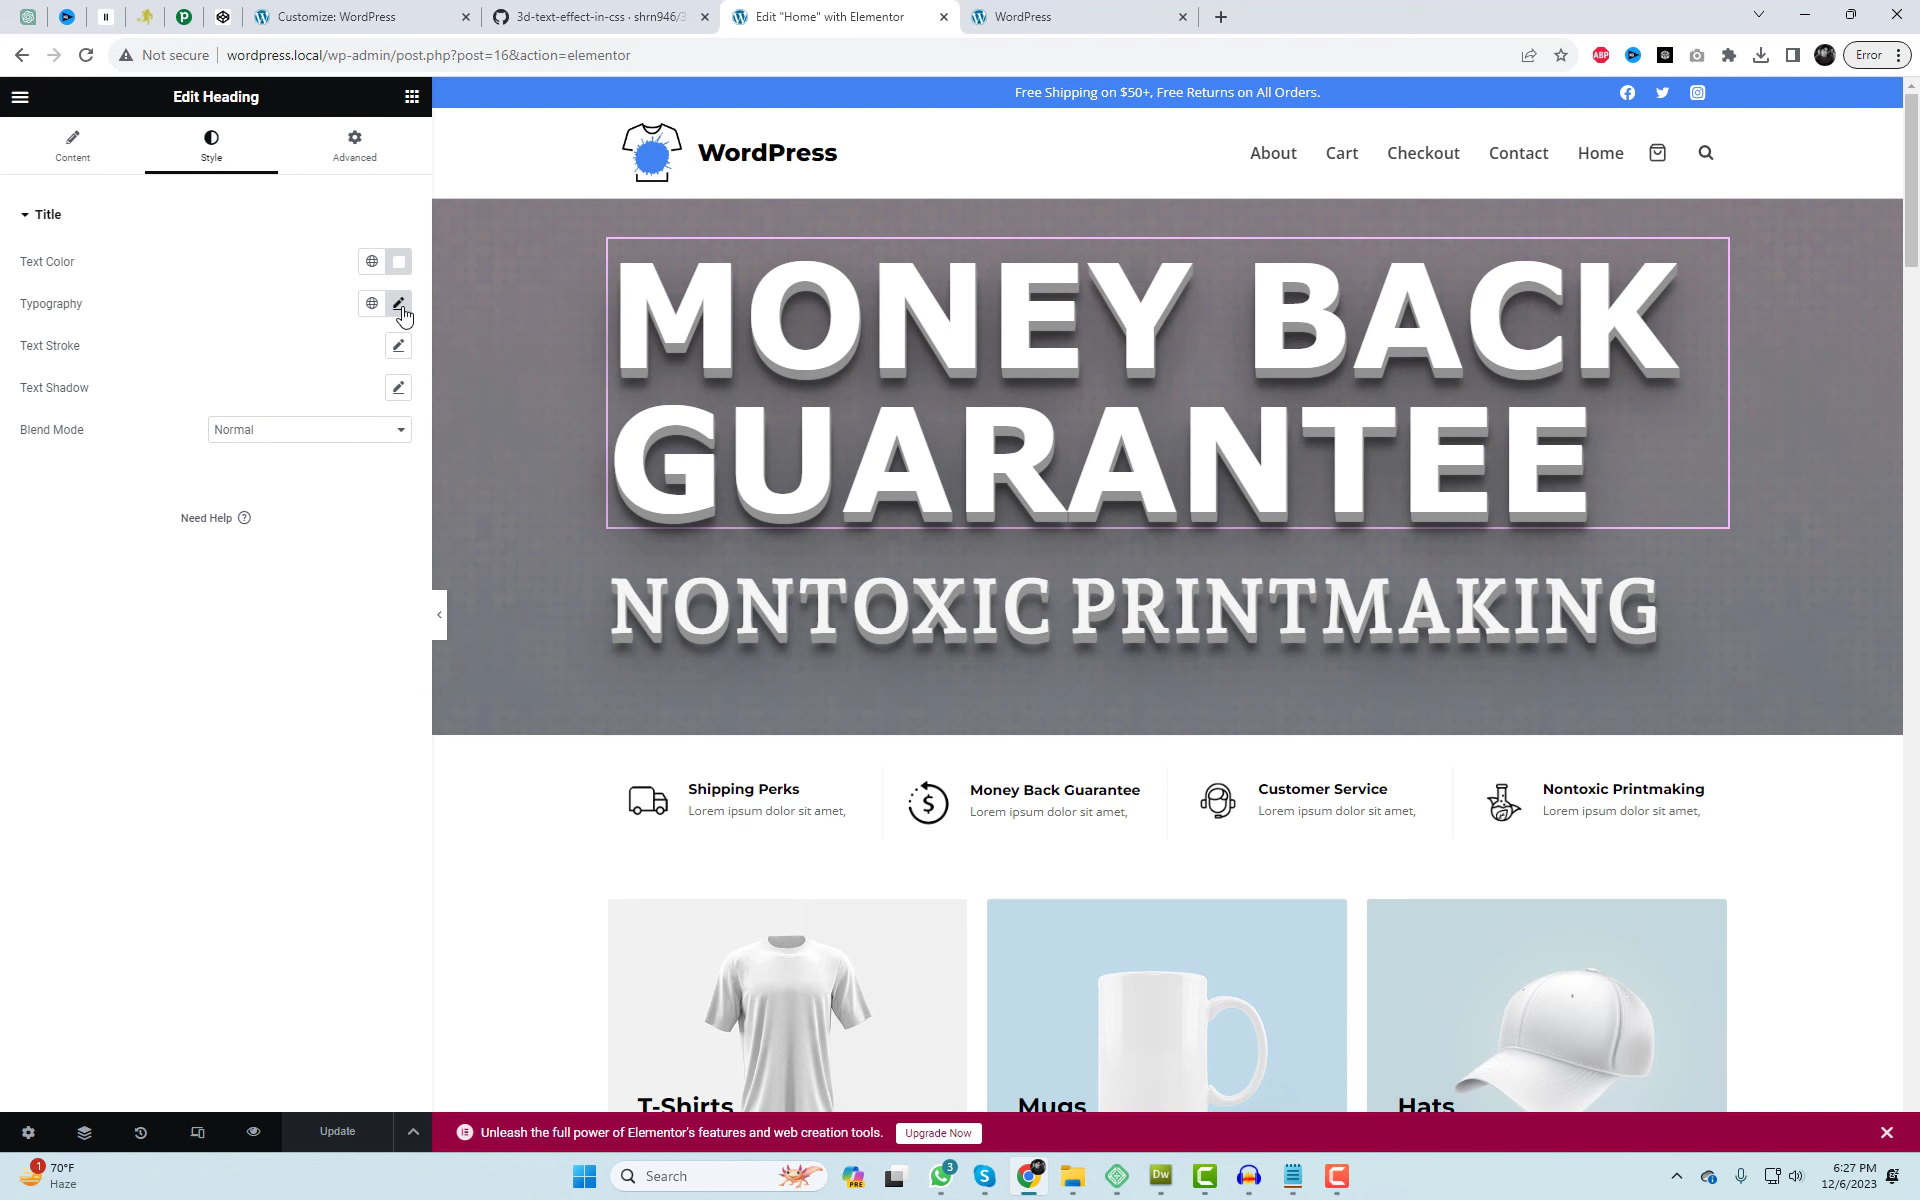 Customize: WordPress
3d-text-effect-in-css · shrn946/3
Edit "Home" with Elementor
WordPress
Not secure
wordpress.local/wp-admin/post.php?post=16&action=elementor
ABP
Error
Edit Heading
Content
Style
Advanced
Title
Text Color
Typography
Text Stroke
Text Shadow
Blend Mode
Normal
Need Help
Free Shipping on $50+, Free Returns on All Orders.
WordPress
About
Cart
Checkout
Contact
Home
MONEY BACK
GUARANTEE
NONTOXIC PRINTMAKING
Shipping Perks
Lorem ipsum dolor sit amet,
Money Back Guarantee
Lorem ipsum dolor sit amet,
Customer Service
Lorem ipsum dolor sit amet,
Nontoxic Printmaking
Lorem ipsum dolor sit amet,
T-Shirts
Mugs
Hats
Update
Unleash the full power of Elementor's features and web creation tools.
Upgrade Now
1
70°F
Haze
Search
PRE
3
Dw
6:27 PM
12/6/2023